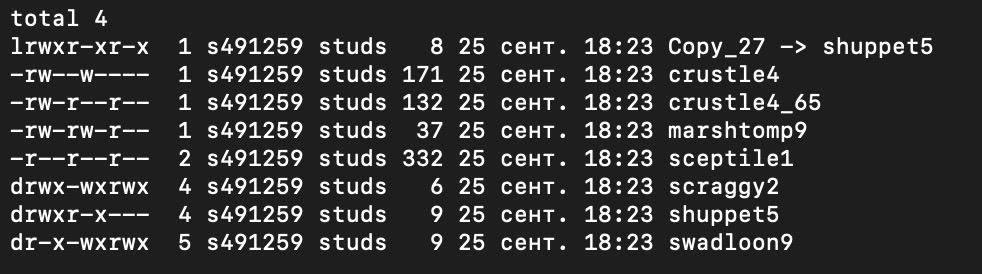 total 4
lrwxr-xr-x  1 s491259 studs   8 25 сент. 18:23 Copy_27 -> shuppet5
-rw--w----  1 s491259 studs 171 25 сент. 18:23 crustle4
-rw-r--r--  1 s491259 studs 132 25 сент. 18:23 crustle4_65
-rw-rw-r--  1 s491259 studs  37 25 сент. 18:23 marshtomp9
-r--r--r--  2 s491259 studs 332 25 сент. 18:23 sceptile1
drwx-wxrwx  4 s491259 studs   6 25 сент. 18:23 scraggy2
drwxr-x---  4 s491259 studs   9 25 сент. 18:23 shuppet5
dr-x-wxrwx  5 s491259 studs   9 25 сент. 18:23 swadloon9